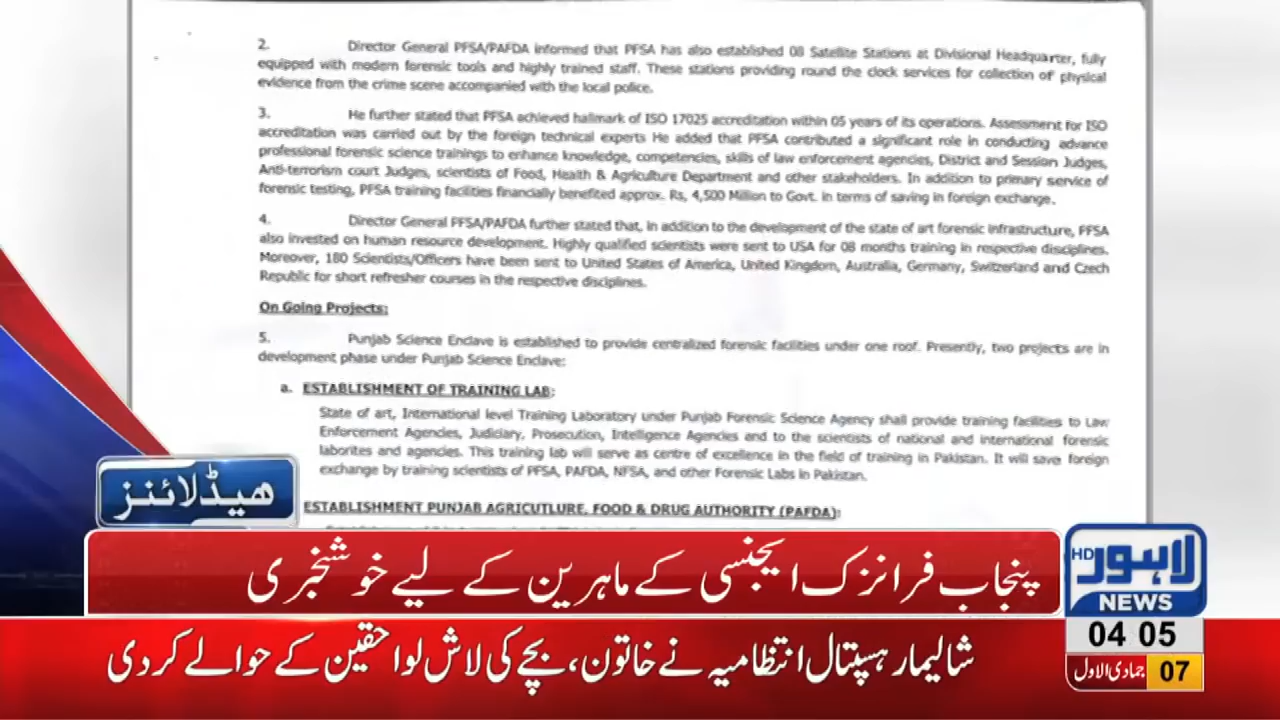 2. Director General PFSA/PAFDA informed that PFSA has also established 08 Satellite Stations at Divisional Headquarter, fully
equipped with modern forensic tools and highly trained staff. These stations providing round the clock services for collection of physical
evidence from the crime scene accompanied with the local police.
3. He further stated that PFSA achieved hallmark of ISO 17025 accreditation within 05 years of its operations. Assessment for ISO
accreditation was carried out by the foreign technical experts He added that PFSA contributed a significant role in conducting advance
professional forensic science trainings to enhance knowledge, competencies, skills of law enforcement agencies, District and Session Judges,
Anti-terrorism court Judges, scientists of Food, Health & Agriculture Department and other stakeholders. In addition to primary service of
forensic testing, PFSA training facilities financially benefited approx. Rs, 4,500 Million to Govt. in terms of saving in foreign exchange.
4. Director General PFSA/PAFDA further stated that, in addition to the development of the state of art forensic infrastructure, PFSA
also invested on human resource development. Highly qualified scientists were sent to USA for 08 months training in respective disciplines.
Moreover, 180 Scientists/Officers have been sent to United States of America, United Kingdom, Australia, Germany, Switzerland and Czech
Republic for short refresher courses in the respective disciplines.
On Going Projects:
5. Punjab Science Enclave is established to provide centralized forensic facilities under one roof. Presently, two projects are in
development phase under Punjab Science Enclave:
a. ESTABLISHMENT OF TRAINING LAB:
State of art, International level Training Laboratory under Punjab Forensic Science Agency shall provide training facilities to Law
Enforcement Agencies, Judiciary, Prosecution, Intelligence Agencies and to the scientists of national and international forensic
laborites and agencies. This training lab will serve as centre of excellence in the field of training in Pakistan. It will save foreign
exchange by training scientists of PFSA, PAFDA, NFSA, and other Forensic Labs in Pakistan.
ESTABLISHMENT PUNJAB AGRICUTLURE, FOOD & DRUG AUTHORITY (PAFDA):
ھیڈلائنز
پنجاب فرانزک ایجنسی کے ماہرین کے لیے خوشخبری
HD لاہور
NEWS
04 05
07 جمادی الاول
شالیمار ہسپتال انتظامیہ نے خاتون، بچے کی لاش لواحقین کے حوالے کر دی